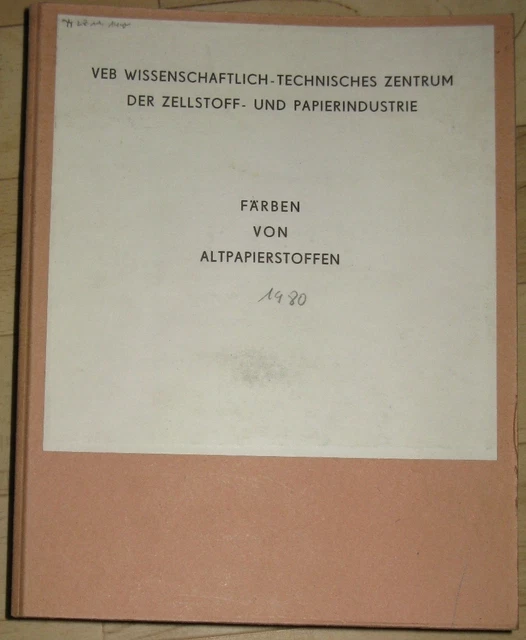 VEB WISSENSCHAFTLICH-TECHNISCHES ZENTRUM
DER ZELLSTOFF- UND PAPIERINDUSTRIE
FÄRBEN
VON
ALTPAPIERSTOFFEN
1980